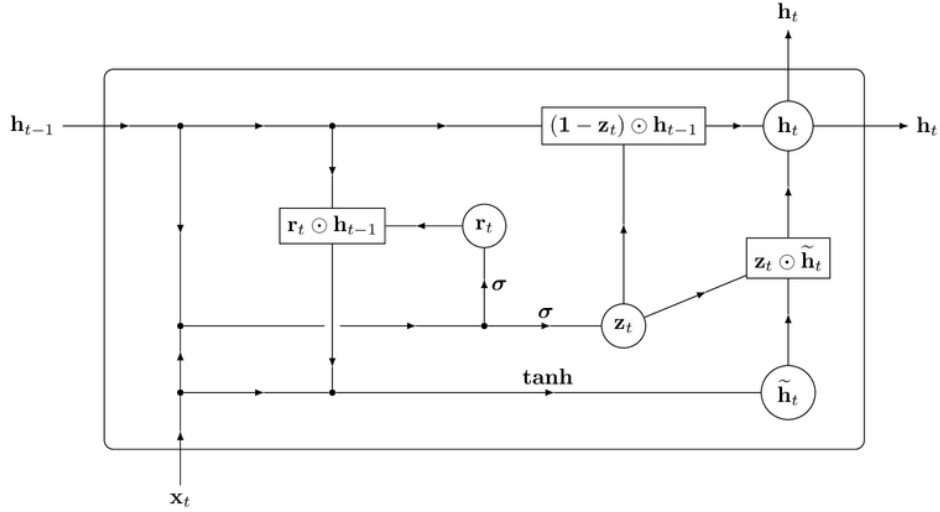 h_t
h_{t−1} (1 − z_t) ⊙ h_{t−1} h_t h_t
r_t ⊙ h_{t−1} r_t
z_t ⊙ h̃_t
σ
σ
z_t
tanh
h̃_t
x_t